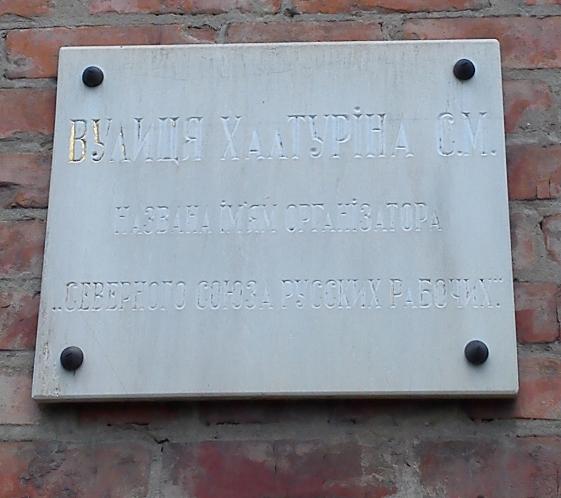 ВУЛИЦЯ ХАЛТУРІНА С.М.
НАЗВАНА ІМ'ЯМ ОРГАНІЗАТОРА
„СЕВЕРНОГО СОЮЗА РУССКИХ РАБОЧИХ".